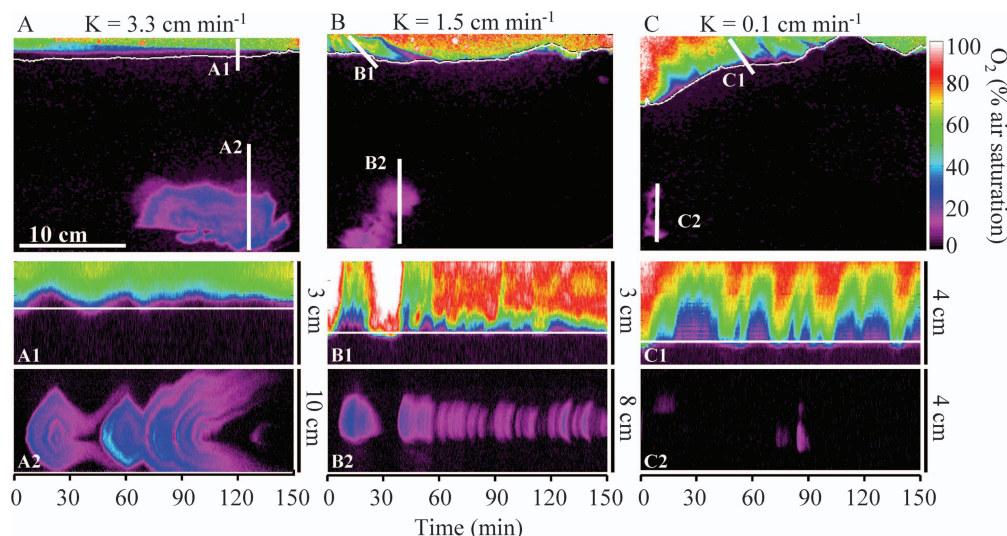 A K = 3.3 cm min⁻¹
B K = 1.5 cm min⁻¹
C K = 0.1 cm min⁻¹
A1
A2
10 cm
B1
B2
C1
C2
100
80
60
40
20
0
O₂ (% air saturation)
A1
3 cm
B1
3 cm
C1
4 cm
A2
10 cm
B2
8 cm
C2
4 cm
0 30 60 90 120 150
0 30 60 90 120 150
0 30 60 90 120 150
Time (min)